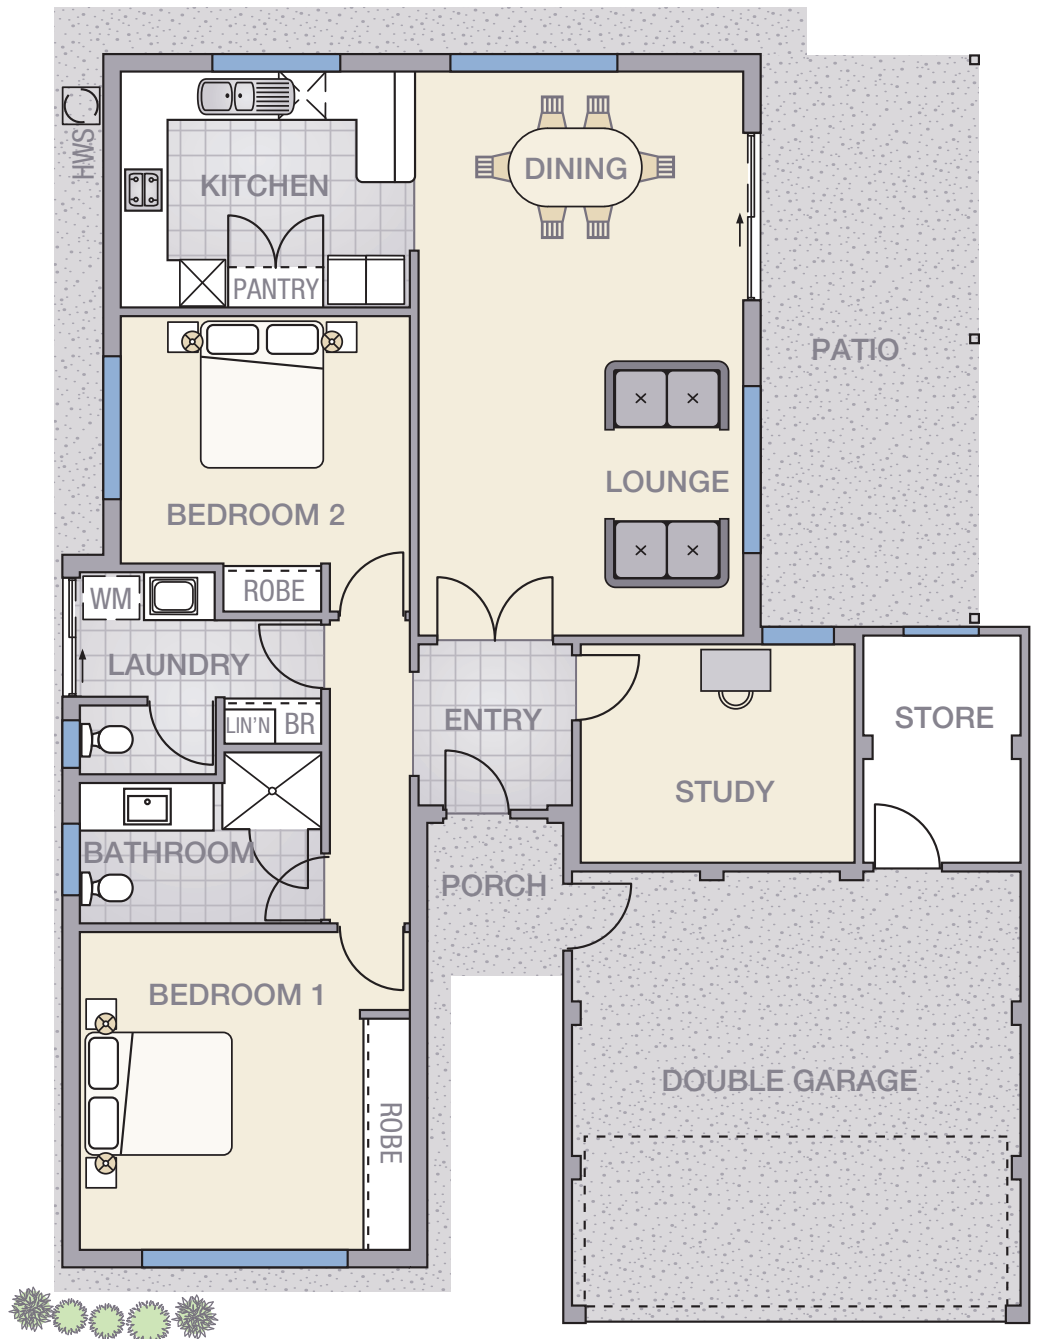 HWS
KITCHEN
DINING
PANTRY
PATIO
LOUNGE
BEDROOM 2
ROBE
WM
LAUNDRY
LIN'N
BR
ENTRY
STORE
STUDY
BATHROOM
PORCH
BEDROOM 1
ROBE
DOUBLE GARAGE